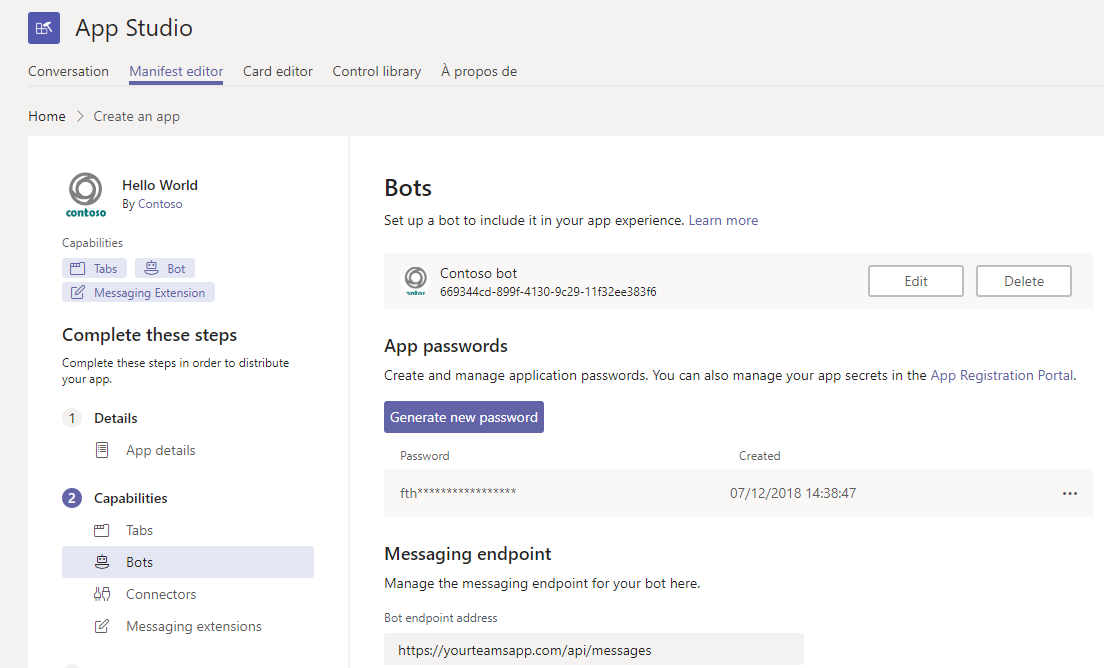 App Studio
Conversation Manifest editor Card editor Control library À propos de
Home > Create an app
contoso
Hello World
By Contoso
Capabilities
Tabs Bot
Messaging Extension
Complete these steps
Complete these steps in order to distribute
your app.
1 Details
App details
2 Capabilities
Tabs
Bots
Connectors
Messaging extensions
Bots
Set up a bot to include it in your app experience. Learn more
Contoso bot
669344cd-899f-4130-9c29-11f32ee383f6
Edit Delete
App passwords
Create and manage application passwords. You can also manage your app secrets in the App Registration Portal.
Generate new password
Password Created
fth***************** 07/12/2018 14:38:47 ...
Messaging endpoint
Manage the messaging endpoint for your bot here.
Bot endpoint address
https://yourteamsapp.com/api/messages